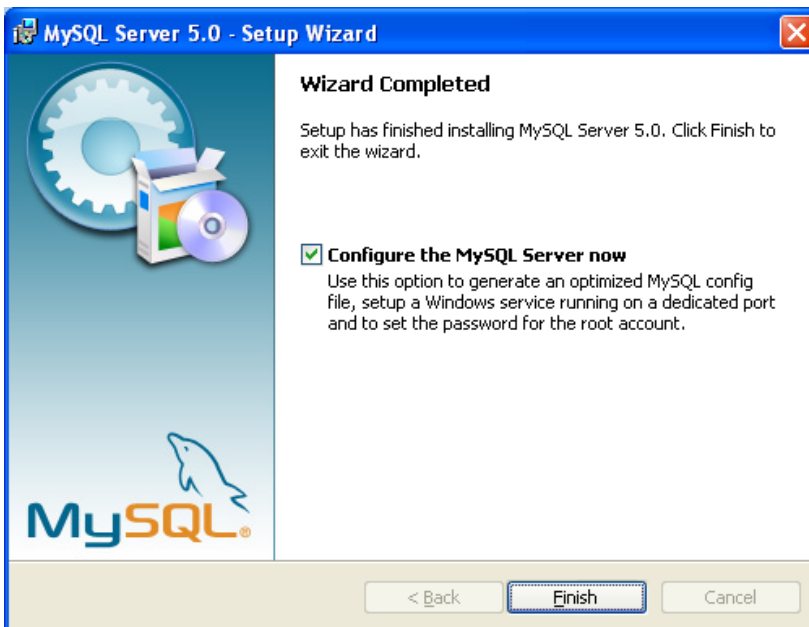 MySQL Server 5.0 - Setup Wizard
Wizard Completed
Setup has finished installing MySQL Server 5.0. Click Finish to
exit the wizard.
Configure the MySQL Server now
Use this option to generate an optimized MySQL config
file, setup a Windows service running on a dedicated port
and to set the password for the root account.
MySQL®
< Back Finish Cancel